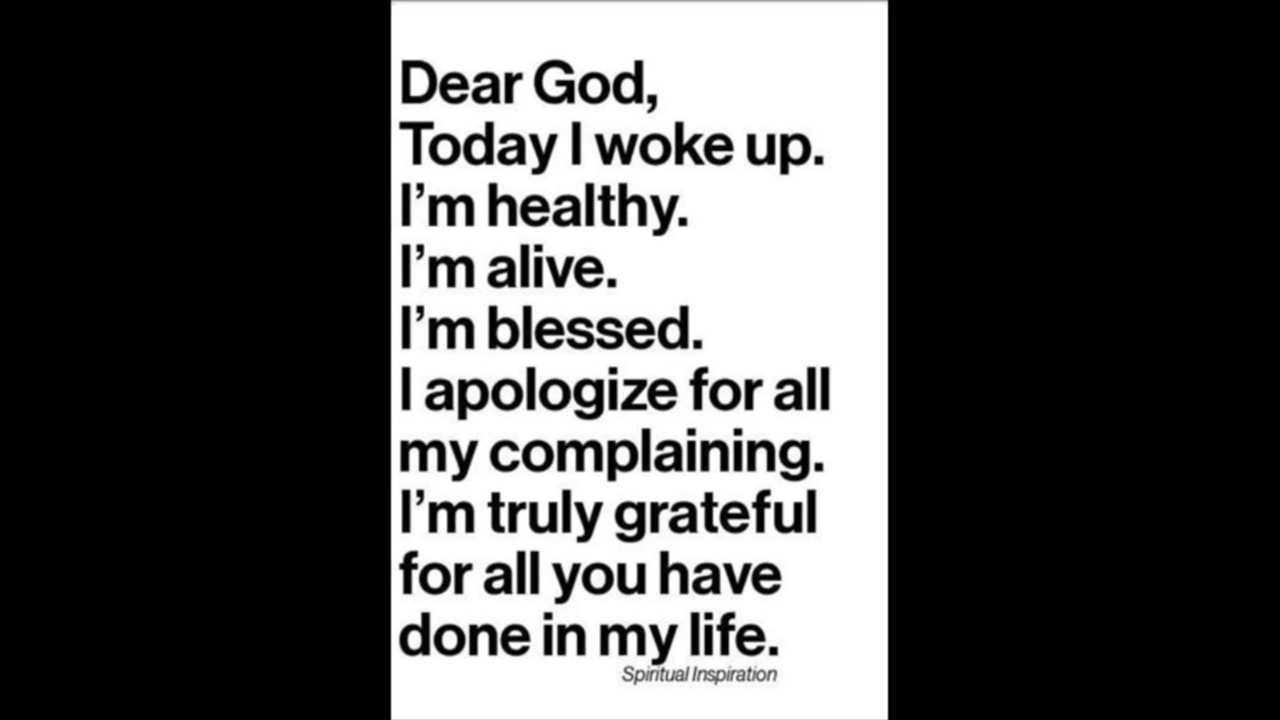 Dear God,
Today I woke up.
I’m healthy.
I’m alive.
I’m blessed.
I apologize for all
my complaining.
I’m truly grateful
for all you have
done in my life.
Spiritual Inspiration